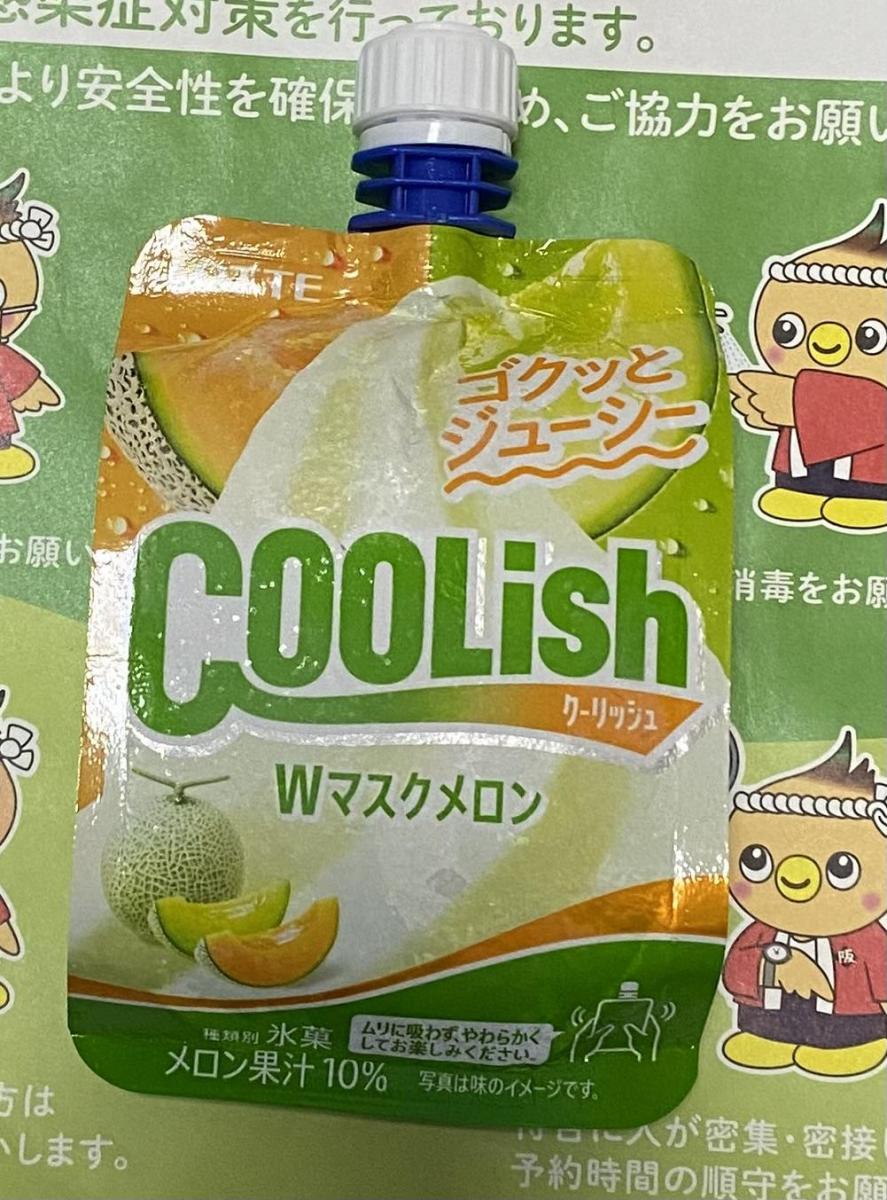 感染症対策を行っております。
より安全性を確保
め、ご協力をお願い
TTE
ゴクッと
ジューシー
COOLish
クーリッシュ
お願い
消毒をお願
Wマスクメロン
阪
種類別 氷菓
ムリに吸わず、やわらかく
してお楽しみください。
メロン果汁10%
写真は味のイメージです。
方は
いします。
人が密集・密接
予約時間の順守をお願